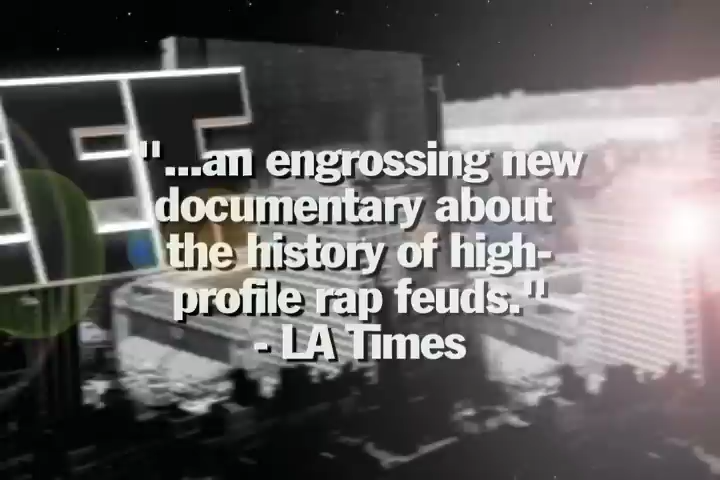 "...an engrossing new
documentary about
the history of high-
profile rap feuds."
- LA Times